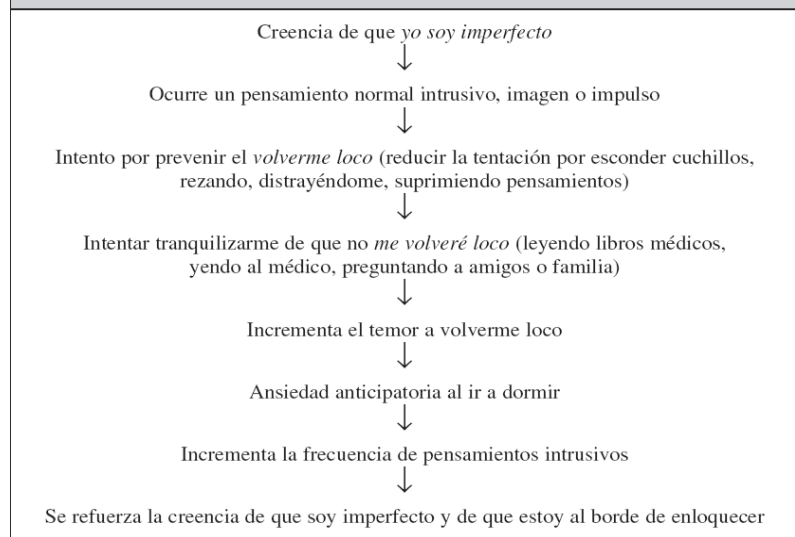 Creencia de que yo soy imperfecto
↓
Ocurre un pensamiento normal intrusivo, imagen o impulso
↓
Intento por prevenir el volverme loco (reducir la tentación por esconder cuchillos,
rezando, distrayéndome, suprimiendo pensamientos)
↓
Intentar tranquilizarme de que no me volveré loco (leyendo libros médicos,
yendo al médico, preguntando a amigos o familia)
↓
Incrementa el temor a volverme loco
↓
Ansiedad anticipatoria al ir a dormir
↓
Incrementa la frecuencia de pensamientos intrusivos
↓
Se refuerza la creencia de que soy imperfecto y de que estoy al borde de enloquecer